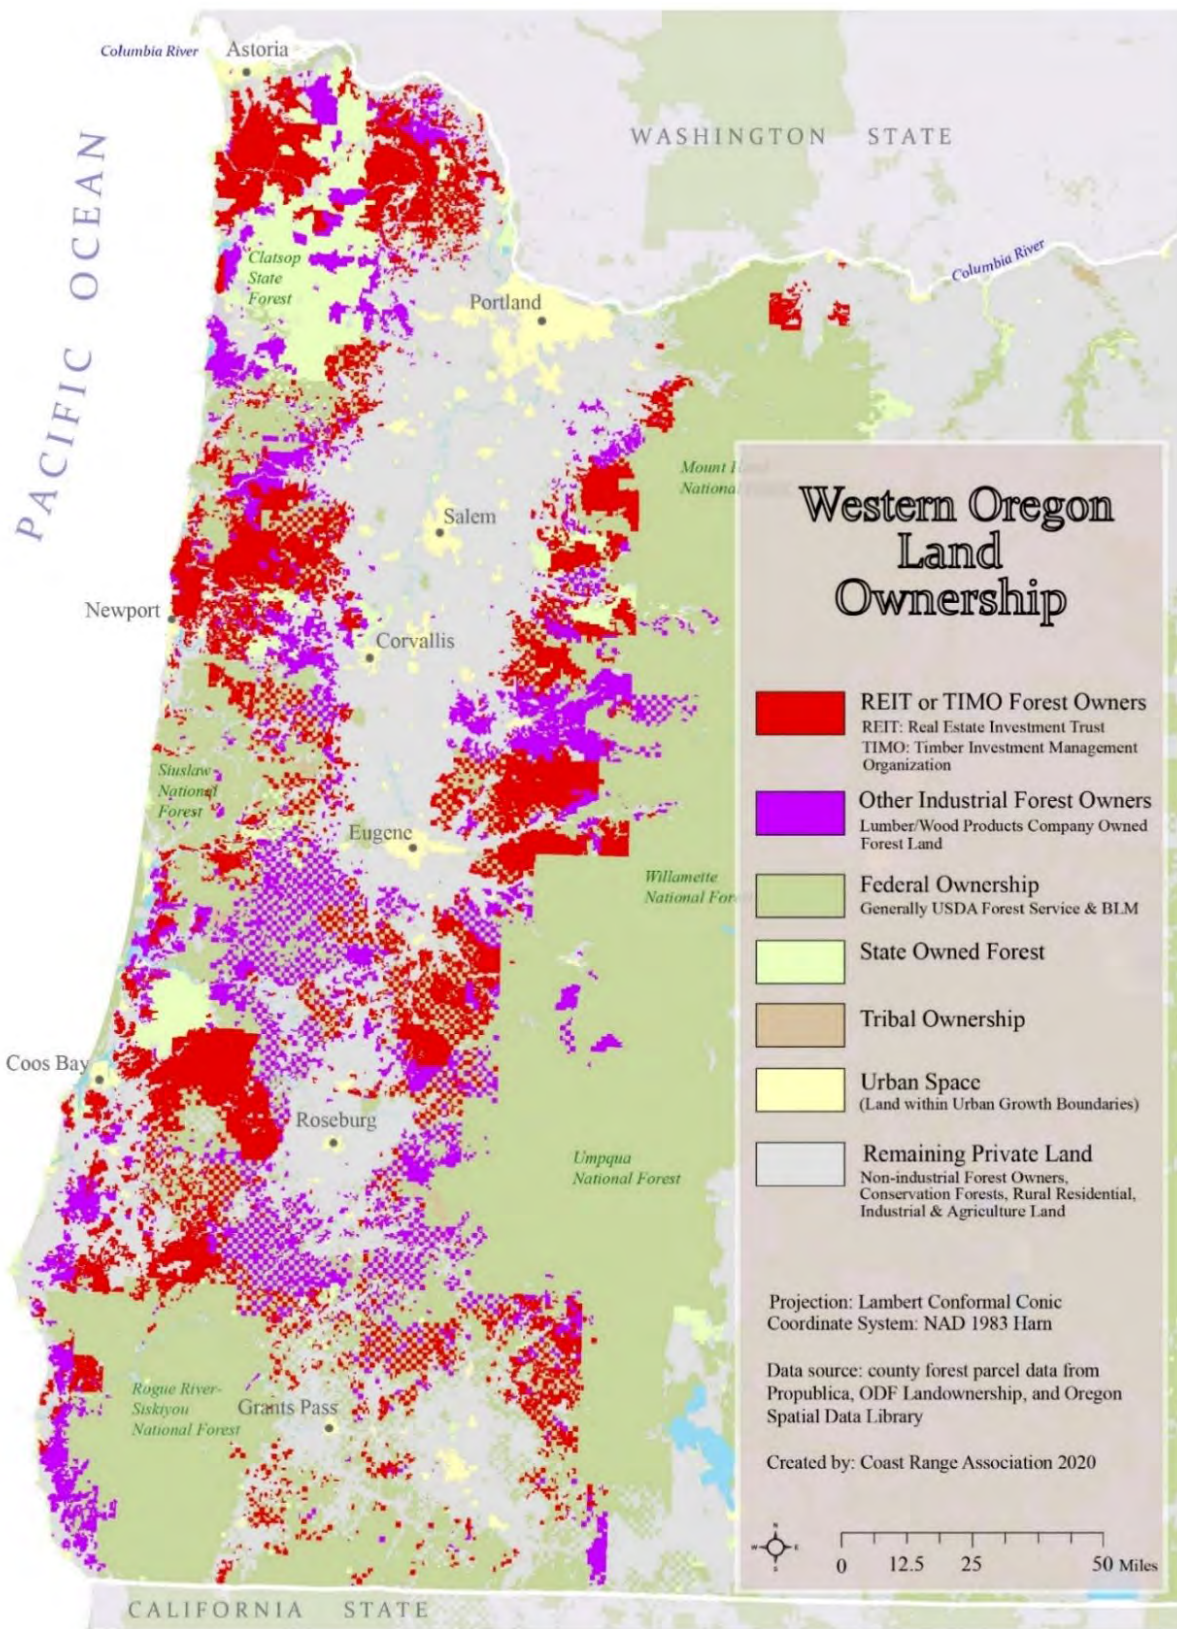 Columbia River
Astoria
WASHINGTON STATE
PACIFIC OCEAN
Clatsop
State
Forest
Columbia River
Portland
Mount
National
Salem
Newport
Corvallis
Siuslaw
National
Forest
Eugene
Willamette
National
Coos Bay
Roseburg
Umpqua
National Forest
Rogue River-
Siskiyou
National Forest
Grants Pass
CALIFORNIA STATE
Western Oregon
Land
Ownership
REIT or TIMO Forest Owners
REIT: Real Estate Investment Trust
TIMO: Timber Investment Management
Organization
Other Industrial Forest Owners
Lumber/Wood Products Company Owned
Forest Land
Federal Ownership
Generally USDA Forest Service & BLM
State Owned Forest
Tribal Ownership
Urban Space
(Land within Urban Growth Boundaries)
Remaining Private Land
Non-industrial Forest Owners,
Conservation Forests, Rural Residential,
Industrial & Agriculture Land
Projection: Lambert Conformal Conic
Coordinate System: NAD 1983 Harn
Data source: county forest parcel data from
Propublica, ODF Landownership, and Oregon
Spatial Data Library
Created by: Coast Range Association 2020
N
W E
S
0 12.5 25 50 Miles